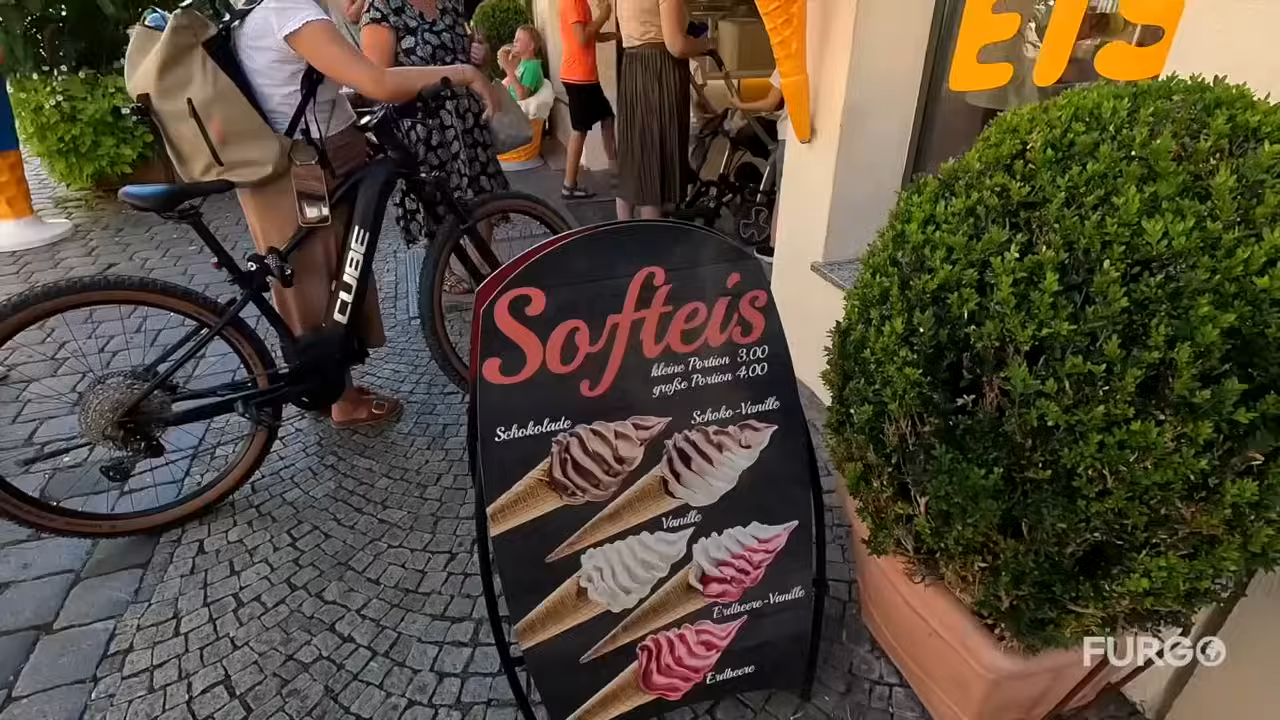 EIS
CUBE
Softeis
kleine Portion 3,00
große Portion 4,00
Schokolade
Schoko-Vanille
Vanille
Erdbeere-Vanille
Erdbeere
FURGO